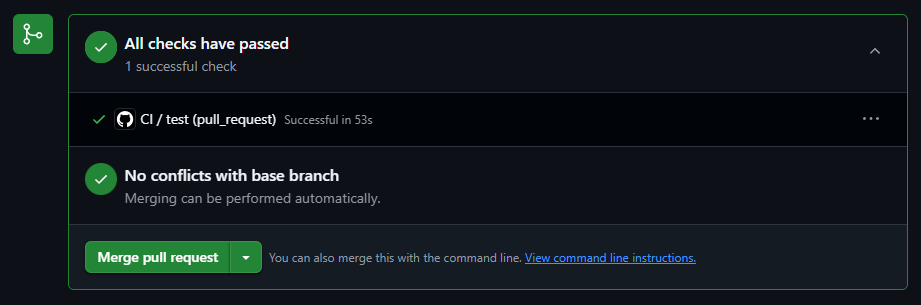 All checks have passed
1 successful check
CI / test (pull_request) Successful in 53s
No conflicts with base branch
Merging can be performed automatically.
Merge pull request You can also merge this with the command line. View command line instructions.